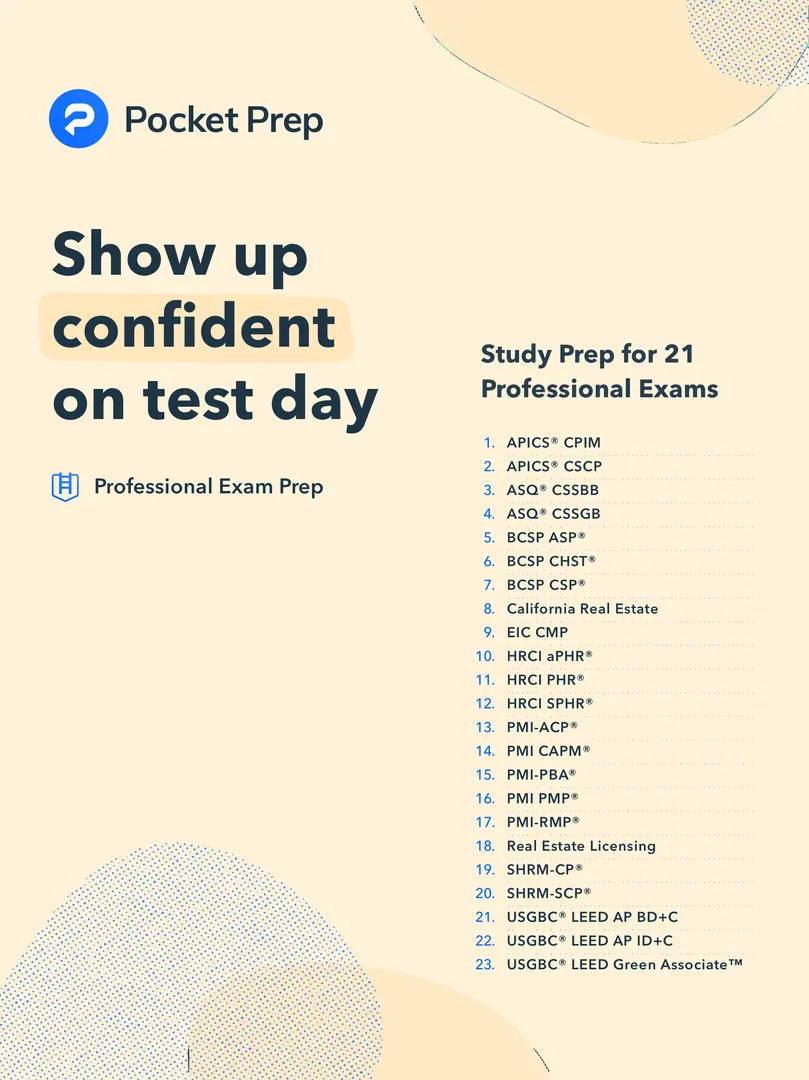 Pocket Prep
Show up
confident
on test day
Professional Exam Prep
Study Prep for 21
Professional Exams
1. APICS® CPIM
2. APICS® CSCP
3. ASQ® CSSBB
4. ASQ® CSSGB
5. BCSP ASP®
6. BCSP CHST®
7. BCSP CSP®
8. California Real Estate
9. EIC CMP
10. HRCI aPHR®
11. HRCI PHR®
12. HRCI SPHR®
13. PMI-ACP®
14. PMI CAPM®
15. PMI-PBA®
16. PMI PMP®
17. PMI-RMP®
18. Real Estate Licensing
19. SHRM-CP®
20. SHRM-SCP®
21. USGBC® LEED AP BD+C
22. USGBC® LEED AP ID+C
23. USGBC® LEED Green Associate™